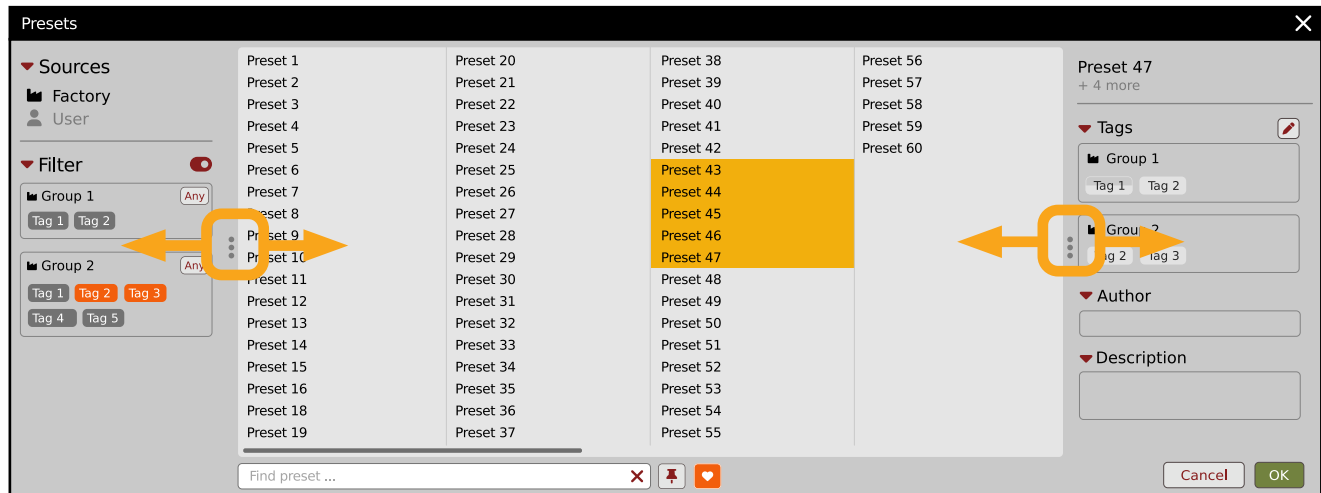 Presets
Sources
Factory
User
Filter
Group 1
Any
Tag 1
Tag 2
Group 2
Any
Tag 1
Tag 2
Tag 3
Tag 4
Tag 5
Preset 1
Preset 2
Preset 3
Preset 4
Preset 5
Preset 6
Preset 7
Preset 8
Preset 9
Preset 10
Preset 11
Preset 12
Preset 13
Preset 14
Preset 15
Preset 16
Preset 18
Preset 19
Preset 20
Preset 21
Preset 22
Preset 23
Preset 24
Preset 25
Preset 26
Preset 27
Preset 28
Preset 29
Preset 30
Preset 31
Preset 32
Preset 33
Preset 34
Preset 35
Preset 36
Preset 37
Preset 38
Preset 39
Preset 40
Preset 41
Preset 42
Preset 43
Preset 44
Preset 45
Preset 46
Preset 47
Preset 48
Preset 49
Preset 50
Preset 51
Preset 52
Preset 53
Preset 54
Preset 55
Preset 56
Preset 57
Preset 58
Preset 59
Preset 60
Find preset ...
Preset 47
+ 4 more
Tags
Group 1
Tag 1
Tag 2
Group 2
Tag 2
Tag 3
Author
Description
Cancel
OK